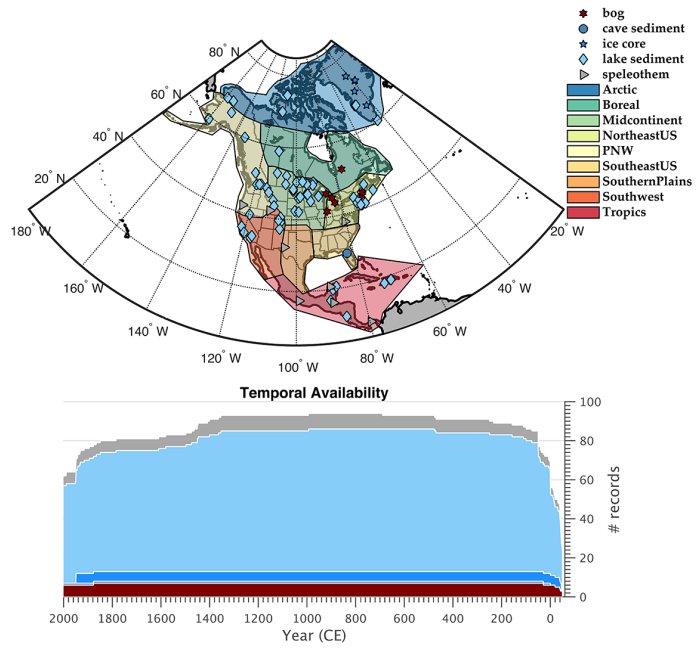 bog
cave sediment
ice core
lake sediment
speleothem
Arctic
Boreal
Midcontinent
NortheastUS
PNW
SoutheastUS
SouthernPlains
Southwest
Tropics
80° N
60° N
40° N
20° N
180° W
160° W
140° W
120° W
100° W
80° W
60° W
40° W
20° W
Temporal Availability
100
80
60
40
20
0
# records
2000 1800 1600 1400 1200 1000 800 600 400 200 0
Year (CE)